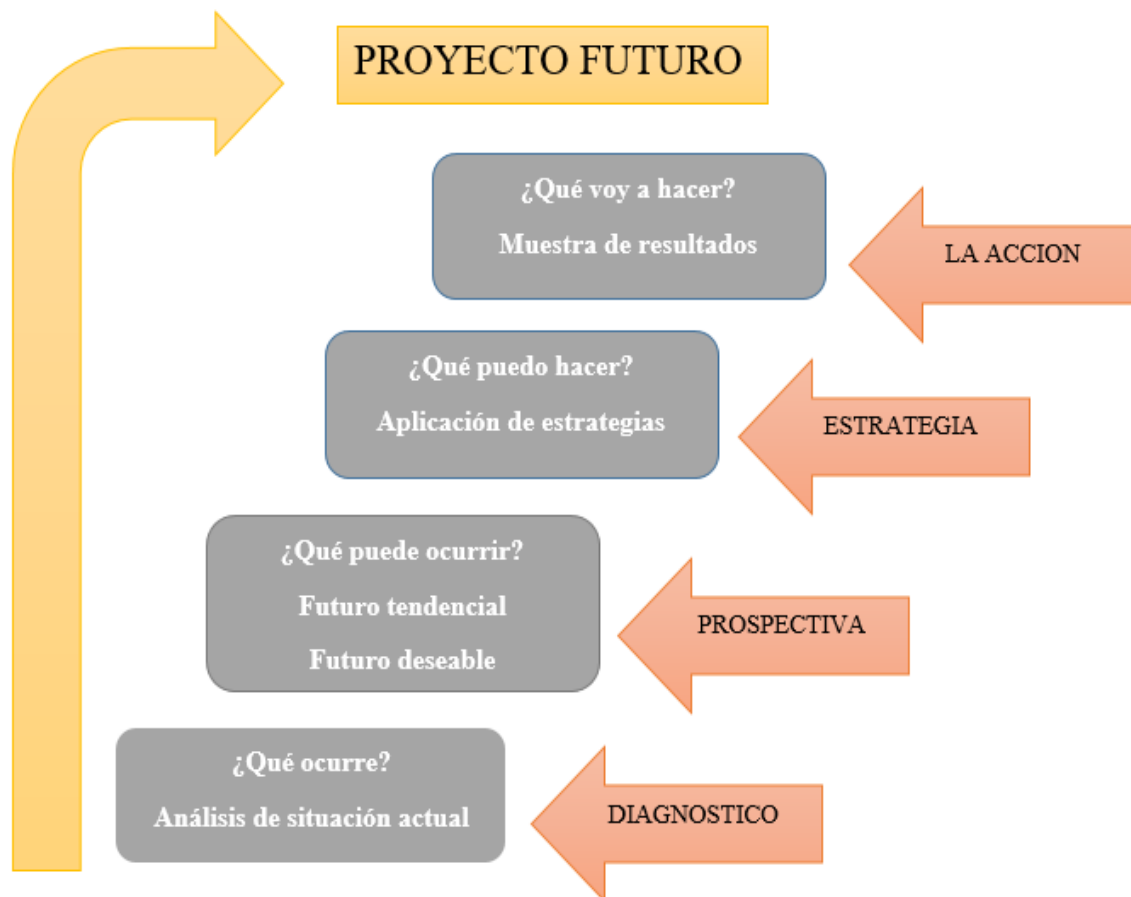 PROYECTO FUTURO
¿Qué voy a hacer?
Muestra de resultados
LA ACCION
¿Qué puedo hacer?
Aplicación de estrategias
ESTRATEGIA
¿Qué puede ocurrir?
Futuro tendencial
Futuro deseable
PROSPECTIVA
¿Qué ocurre?
Análisis de situación actual
DIAGNOSTICO